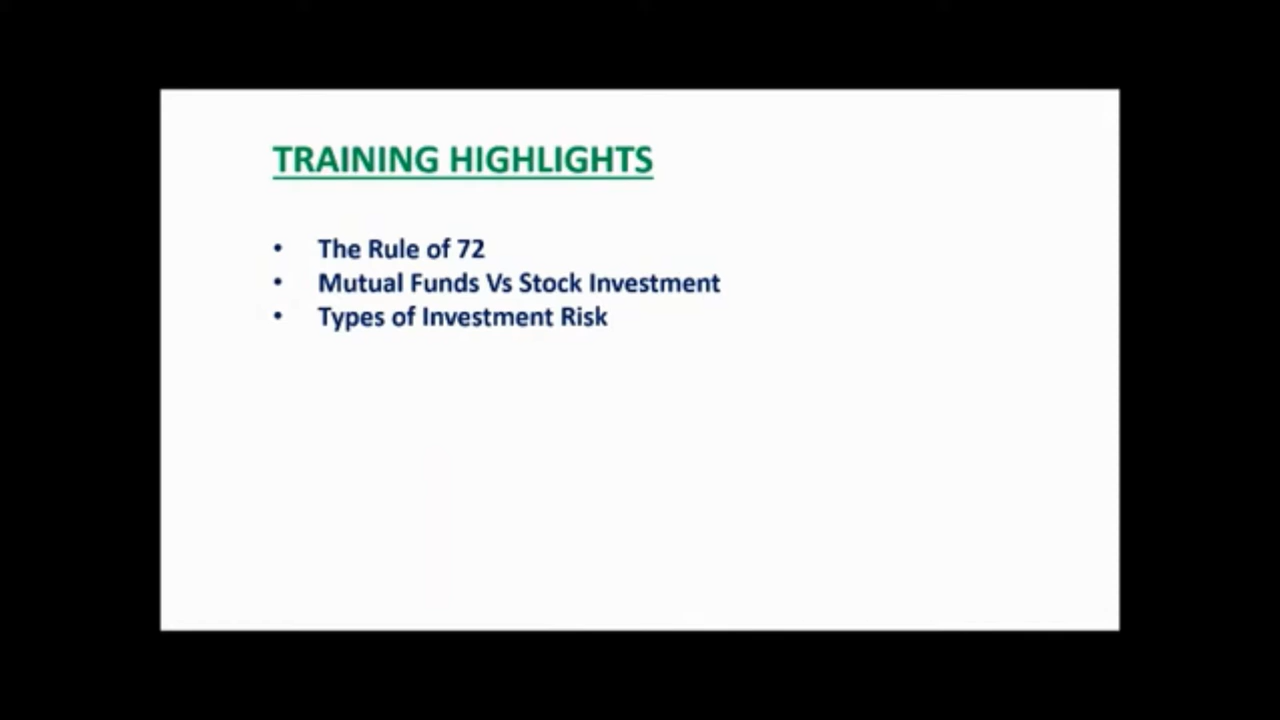 TRAINING HIGHLIGHTS
• The Rule of 72
• Mutual Funds Vs Stock Investment
• Types of Investment Risk